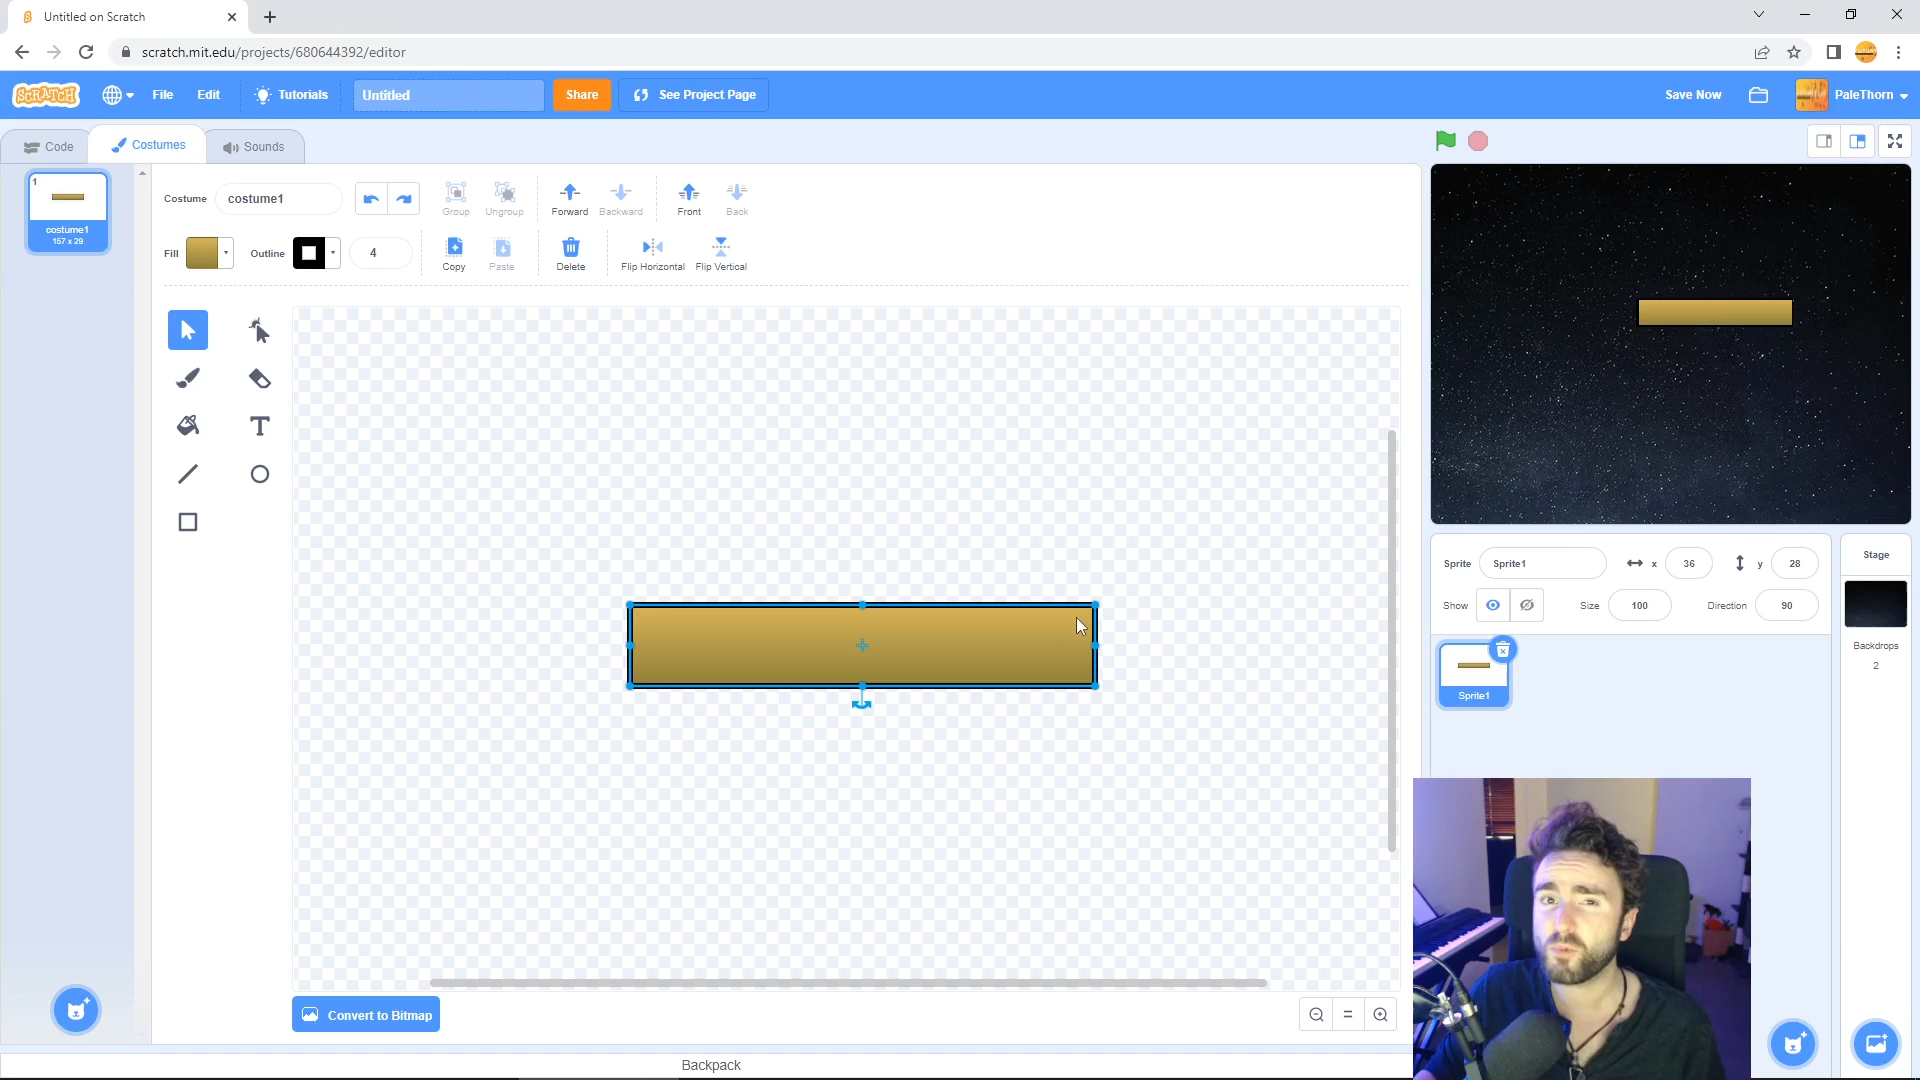 Untitled on Scratch
scratch.mit.edu/projects/680644392/editor
SCRATCH
File
Edit
Tutorials
Untitled
Share
See Project Page
Save Now
PaleThorn
Code
Costumes
Sounds
1
costume1
157 x 29
Costume
costume1
Group
Ungroup
Forward
Backward
Front
Back
Fill
Outline
4
Copy
Paste
Delete
Flip Horizontal
Flip Vertical
T
Convert to Bitmap
Backpack
Sprite
Sprite1
x
36
y
28
Show
Size
100
Direction
90
Sprite1
Stage
Backdrops
2